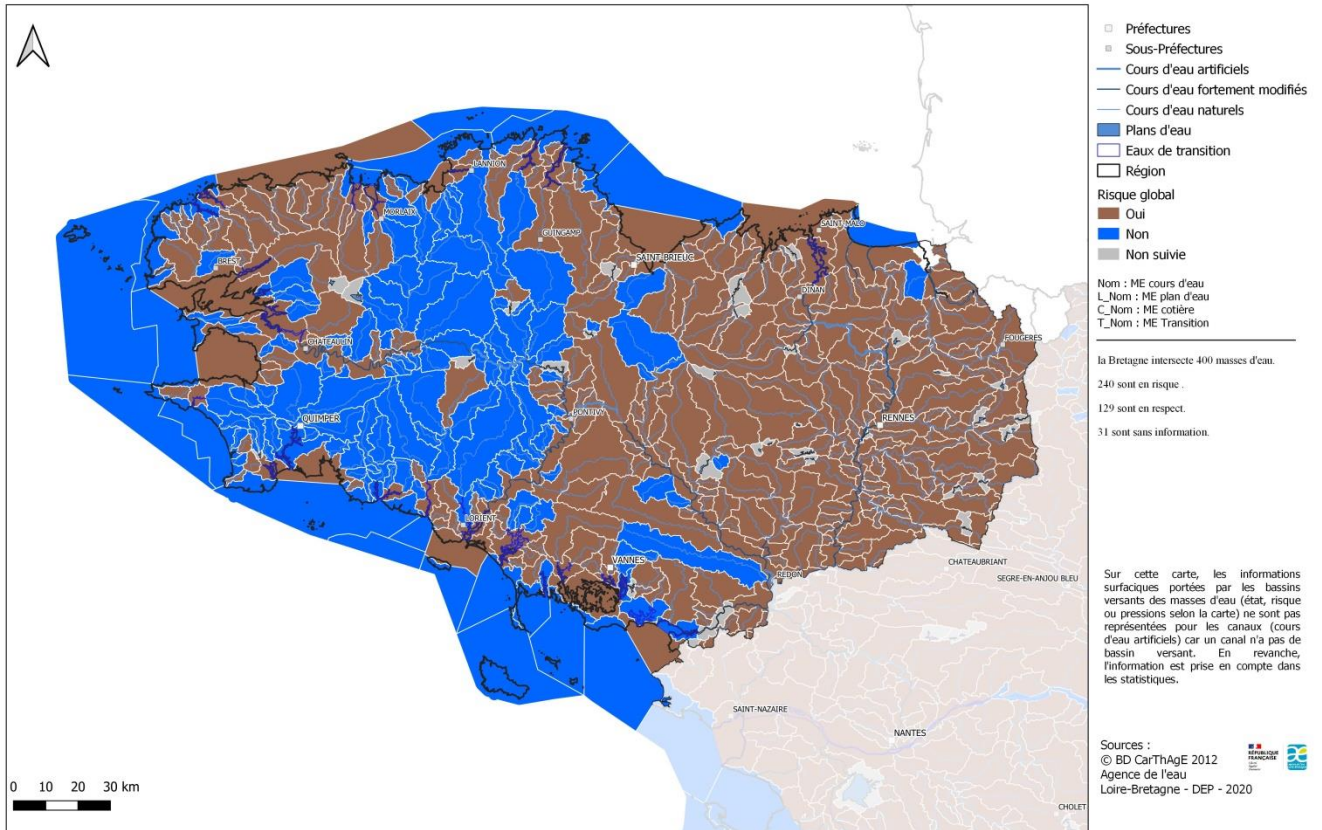 LANNION
MORLAIX
GUINGAMP
SAINT-MALO
BREST
SAINT BRIEUC
DINAN
CHATEAULIN
FOUGERES
PONTIVY
QUIMPER
RENNES
LORIENT
VANNES
REDON
CHATEAUBRIANT
SEGRE-EN-ANJOU BLEU
SAINT-NAZAIRE
NANTES
CHOLET
0 10 20 30 km
Préfectures
Sous-Préfectures
Cours d'eau artificiels
Cours d'eau fortement modifiés
Cours d'eau naturels
Plans d'eau
Eaux de transition
Région
Risque global
Oui
Non
Non suivie
Nom : ME cours d'eau
L_Nom : ME plan d'eau
C_Nom : ME cotière
T_Nom : ME Transition
la Bretagne intersecte 400 masses d'eau.
240 sont en risque .
129 sont en respect.
31 sont sans information.
Sur cette carte, les informations
surfaciques portées par les bassins
versants des masses d'eau (état, risque
ou pressions selon la carte) ne sont pas
représentées pour les canaux (cours
d'eau artificiels) car un canal n'a pas de
bassin versant. En revanche,
l'information est prise en compte dans
les statistiques.
Sources :
© BD CarThAgE 2012
Agence de l'eau
Loire-Bretagne - DEP - 2020
RÉPUBLIQUE
FRANÇAISE